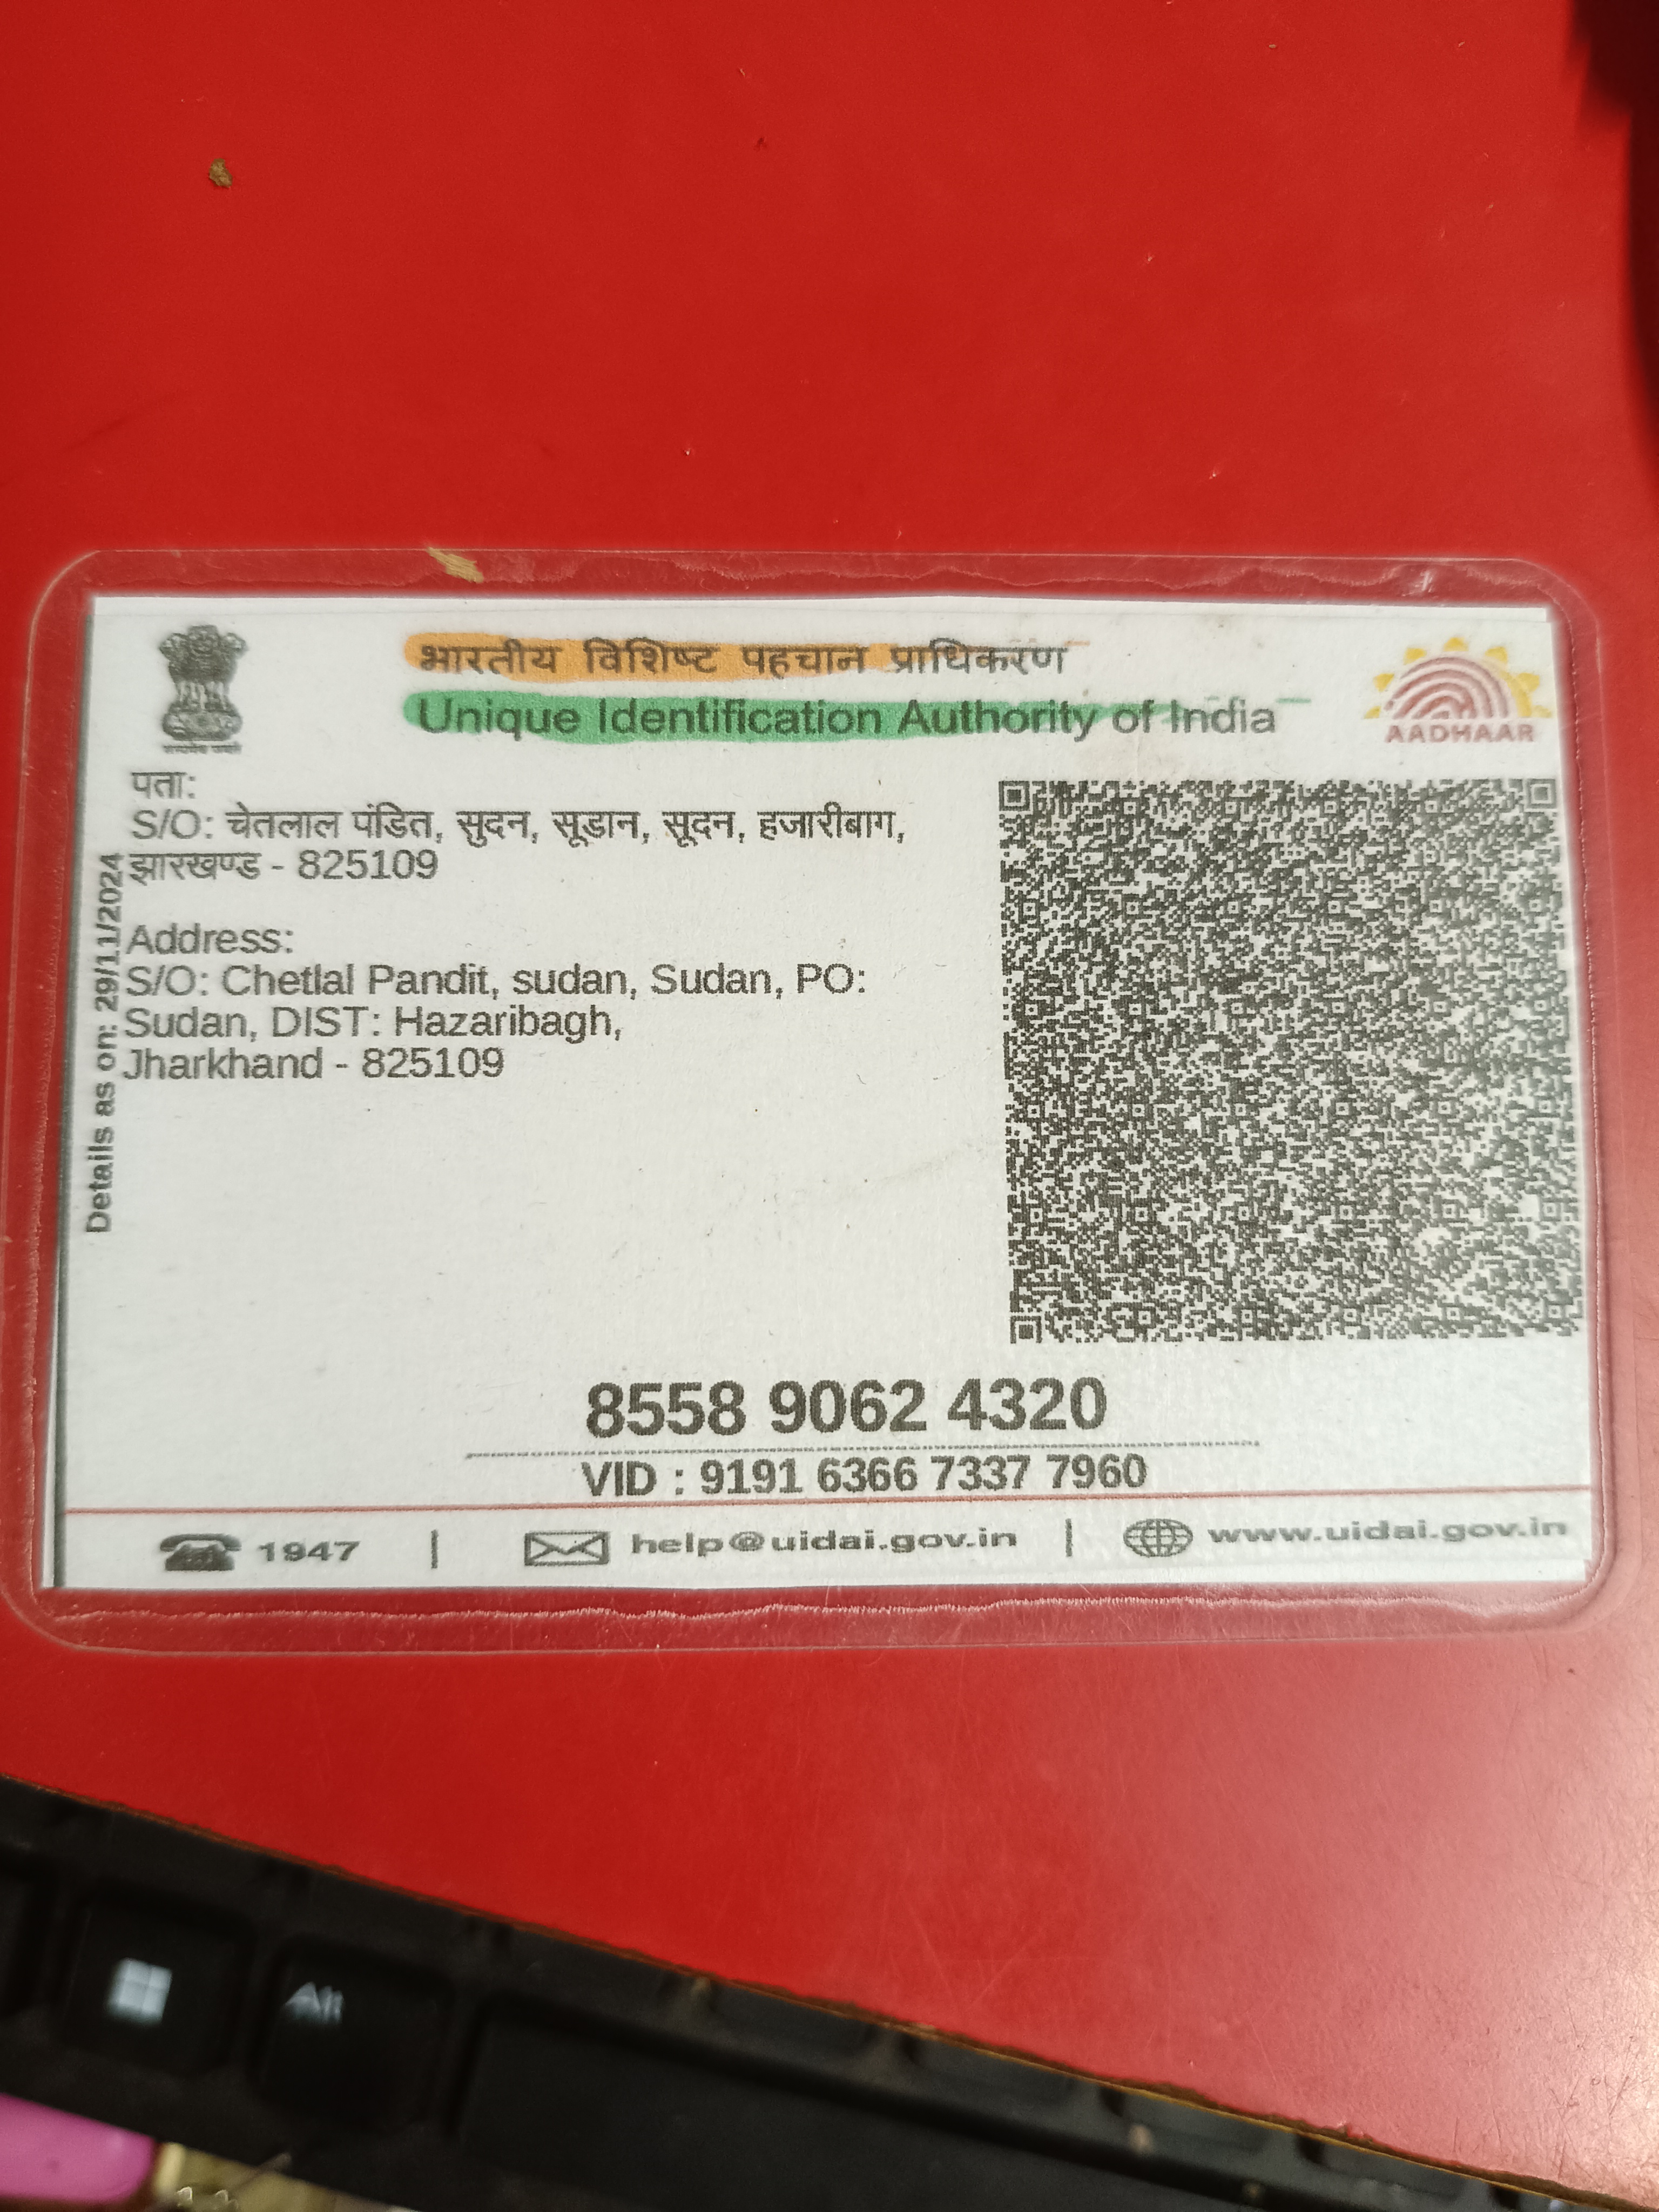 भारतीय विशिष्ट पहचान प्राधिकरण
Unique Identification Authority of India
AADHAAR
पता:
S/O: चेतलाल पंडित, सुदन, सूडान, सूदन, हजारीबाग,
झारखण्ड - 825109
Address:
S/O: Chetlal Pandit, sudan, Sudan, PO:
Sudan, DIST: Hazaribagh,
Jharkhand - 825109
Details as on: 29/11/2024
8558 9062 4320
VID : 9191 6366 7337 7960
1947 | help@uidai.gov.in | www.uidai.gov.in
Alt